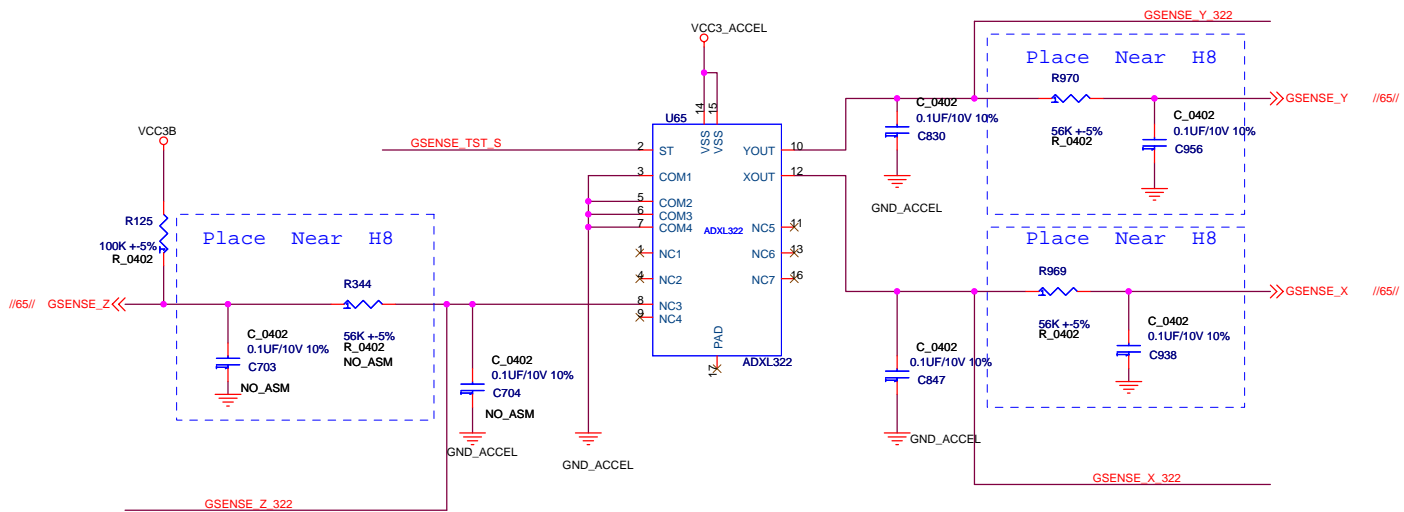 GSENSE_Y_322
VCC3_ACCEL
Place Near H8
R970
GSENSE_Y //65//
C_0402
0.1UF/10V 10%
C830
56K +-5%
R_0402
C_0402
0.1UF/10V 10%
C956
GND_ACCEL
VCC3B
GSENSE_TST_S
U65
14
15
VSS
VSS
2 ST
3 COM1
5 COM2
6 COM3
7 COM4
1 NC1
4 NC2
8 NC3
9 NC4
YOUT 10
XOUT 12
NC5 11
NC6 13
NC7 16
ADXL322
PAD
17
ADXL322
R125
100K +-5%
R_0402
Place Near H8
R344
//65// GSENSE_Z
C_0402
0.1UF/10V 10%
C703
NO_ASM
56K +-5%
R_0402
NO_ASM
C_0402
0.1UF/10V 10%
C704
NO_ASM
GND_ACCEL
GND_ACCEL
GSENSE_Z_322
Place Near H8
R969
GSENSE_X //65//
56K +-5%
R_0402
C_0402
0.1UF/10V 10%
C938
C_0402
0.1UF/10V 10%
C847
GND_ACCEL
GSENSE_X_322